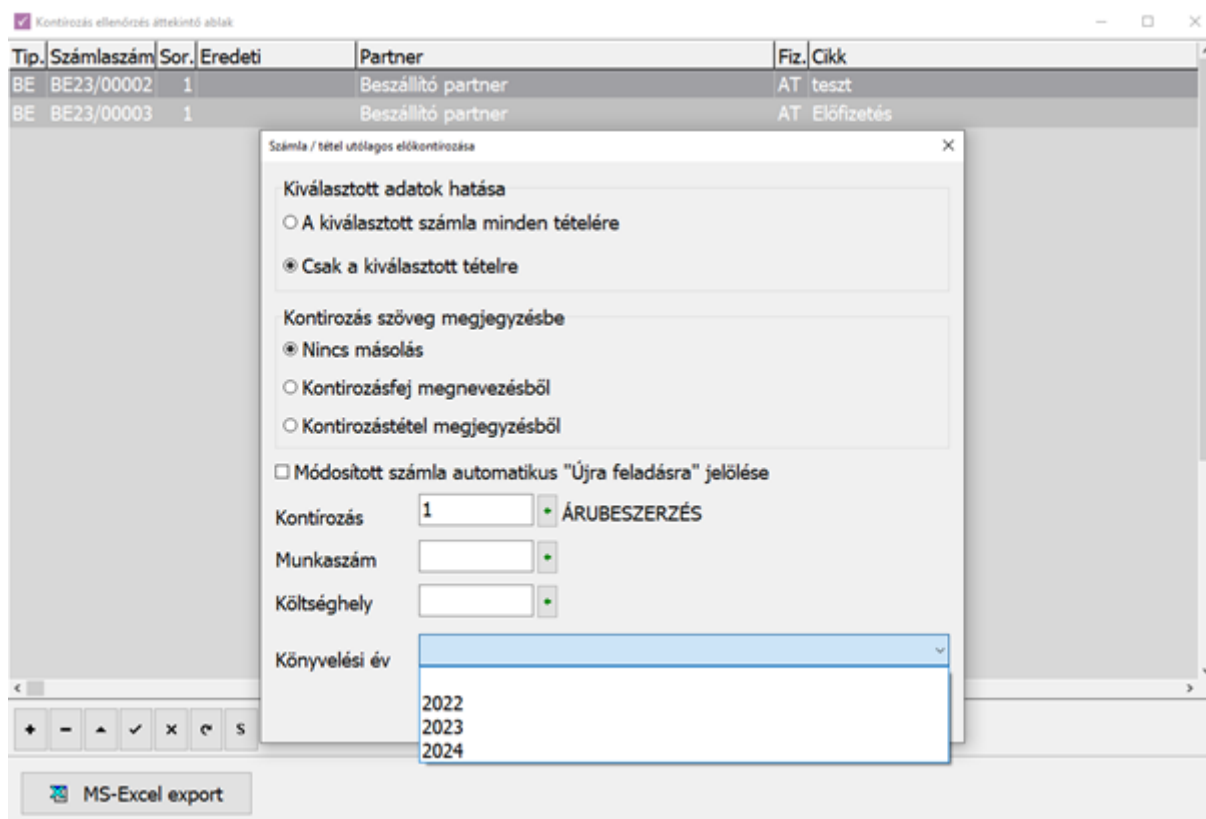 Kontírozás ellenőrzés áttekintő ablak
Tip. Számlaszám Sor. Eredeti Partner Fiz. Cikk
BE BE23/00002 1 Beszállító partner AT teszt
BE BE23/00003 1 Beszállító partner AT Előfizetés
Számla / tétel utólagos előkontírozása
Kiválasztott adatok hatása
A kiválasztott számla minden tételére
Csak a kiválasztott tételre
Kontirozás szöveg megjegyzésbe
Nincs másolás
Kontirozásfej megnevezésből
Kontirozástétel megjegyzésből
Módosított számla automatikus "Újra feladásra" jelölése
Kontírozás 1 ÁRUBESZERZÉS
Munkaszám
Költséghely
Könyvelési év
2022
2023
2024
S
MS-Excel export